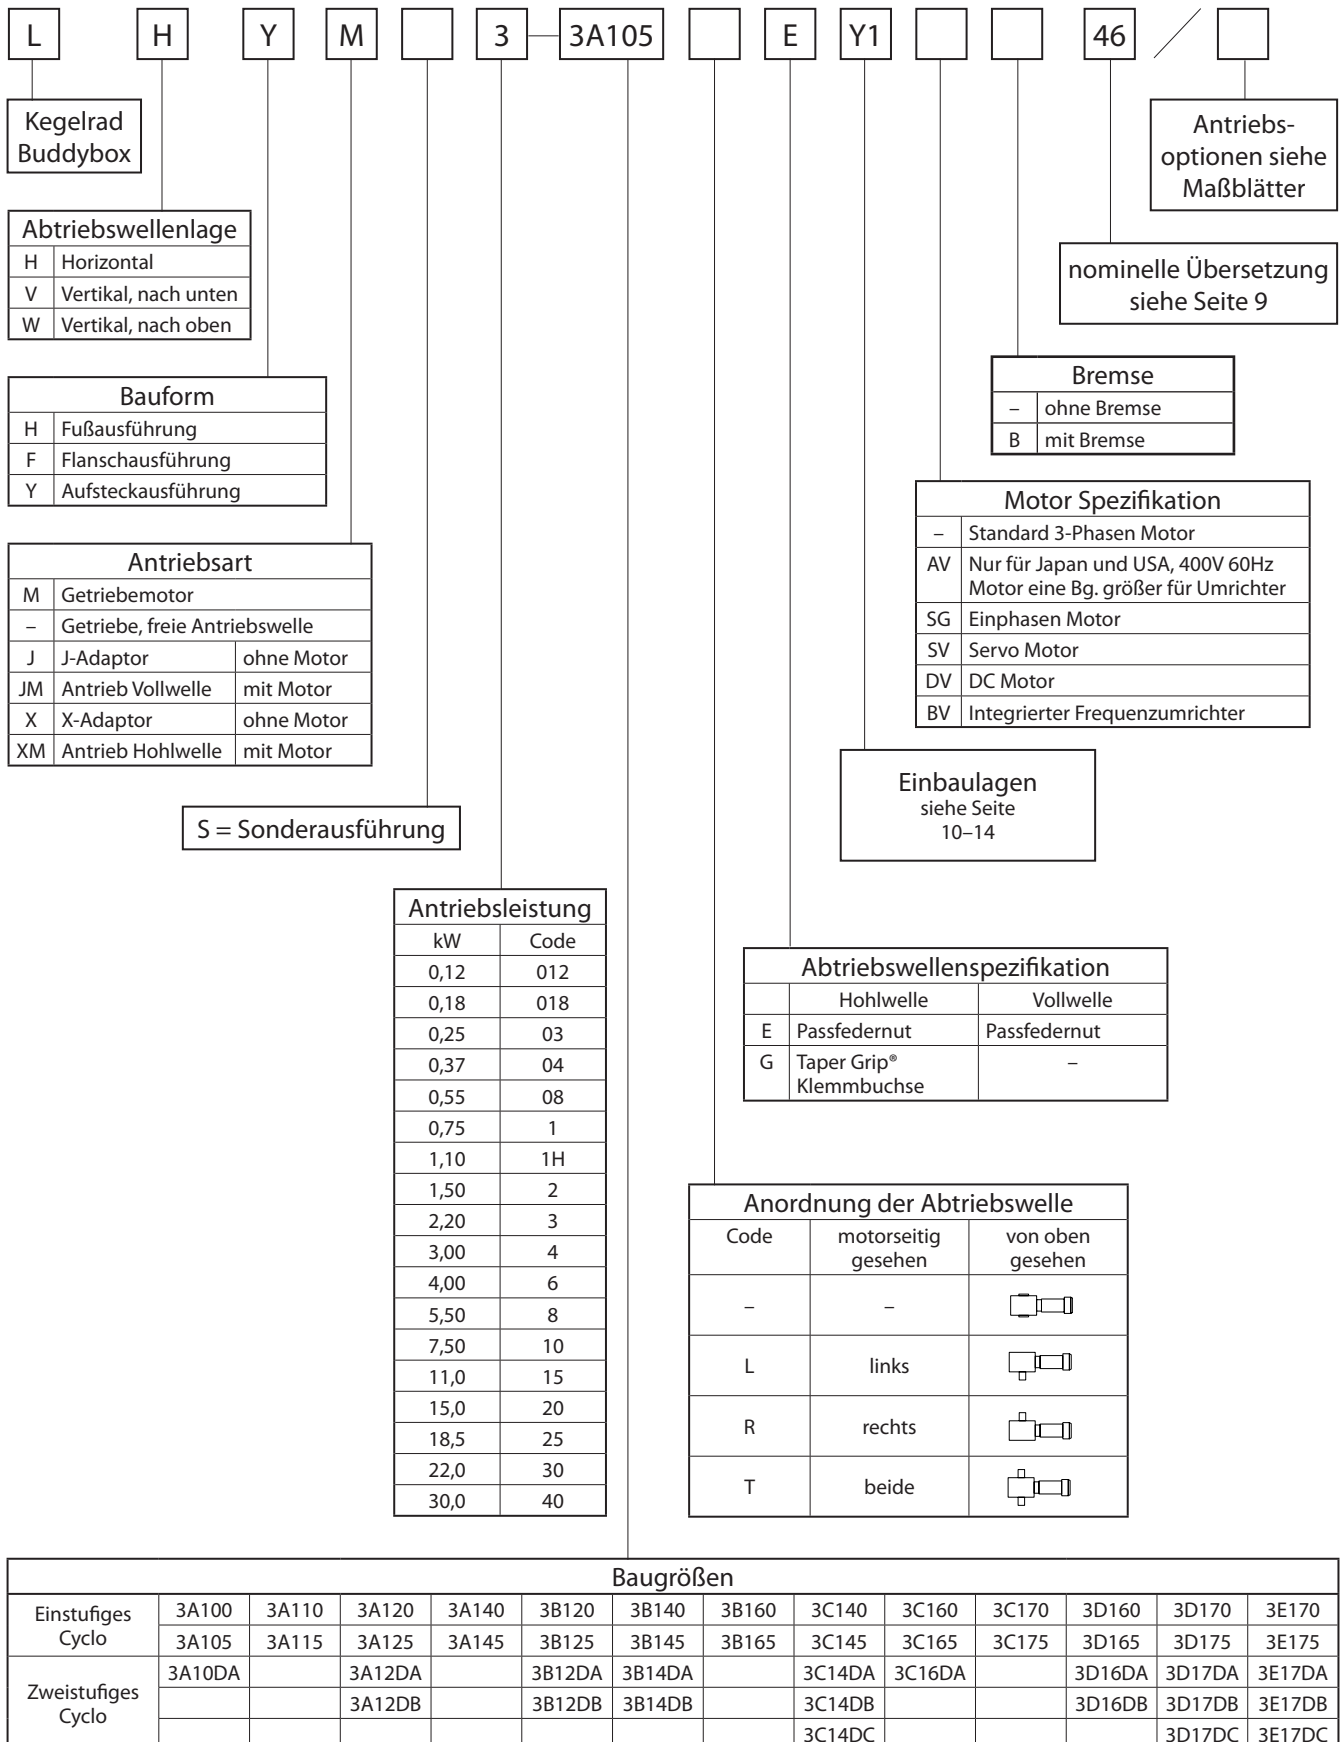 L H Y M 3 – 3A105 E Y1 46 /
Kegelrad
Buddybox
Antriebs-
optionen siehe
Maßblätter
Abtriebswellenlage
H Horizontal
V Vertikal, nach unten
W Vertikal, nach oben
nominelle Übersetzung
siehe Seite 9
Bauform
H Fußausführung
F Flanschausführung
Y Aufsteckausführung
Bremse
– ohne Bremse
B mit Bremse
Motor Spezifikation
– Standard 3-Phasen Motor
AV Nur für Japan und USA, 400V 60Hz
Motor eine Bg. größer für Umrichter
SG Einphasen Motor
SV Servo Motor
DV DC Motor
BV Integrierter Frequenzumrichter
Antriebsart
M Getriebemotor
– Getriebe, freie Antriebswelle
J J-Adaptor ohne Motor
JM Antrieb Vollwelle mit Motor
X X-Adaptor ohne Motor
XM Antrieb Hohlwelle mit Motor
Einbaulagen
siehe Seite
10–14
S = Sonderausführung
Antriebsleistung
kW Code
0,12 012
0,18 018
0,25 03
0,37 04
0,55 08
0,75 1
1,10 1H
1,50 2
2,20 3
3,00 4
4,00 6
5,50 8
7,50 10
11,0 15
15,0 20
18,5 25
22,0 30
30,0 40
Abtriebswellenspezifikation
Hohlwelle Vollwelle
E Passfedernut Passfedernut
G Taper Grip® –
Klemmbuchse
Anordnung der Abtriebswelle
Code motorseitig von oben
gesehen gesehen
– –
L links
R rechts
T beide
Baugrößen
Einstufiges
Cyclo
3A100 3A110 3A120 3A140 3B120 3B140 3B160 3C140 3C160 3C170 3D160 3D170 3E170
3A105 3A115 3A125 3A145 3B125 3B145 3B165 3C145 3C165 3C175 3D165 3D175 3E175
Zweistufiges
Cyclo
3A10DA 3A12DA 3B12DA 3B14DA 3C14DA 3C16DA 3D16DA 3D17DA 3E17DA
3A12DB 3B12DB 3B14DB 3C14DB 3D16DB 3D17DB 3E17DB
3C14DC 3D17DC 3E17DC